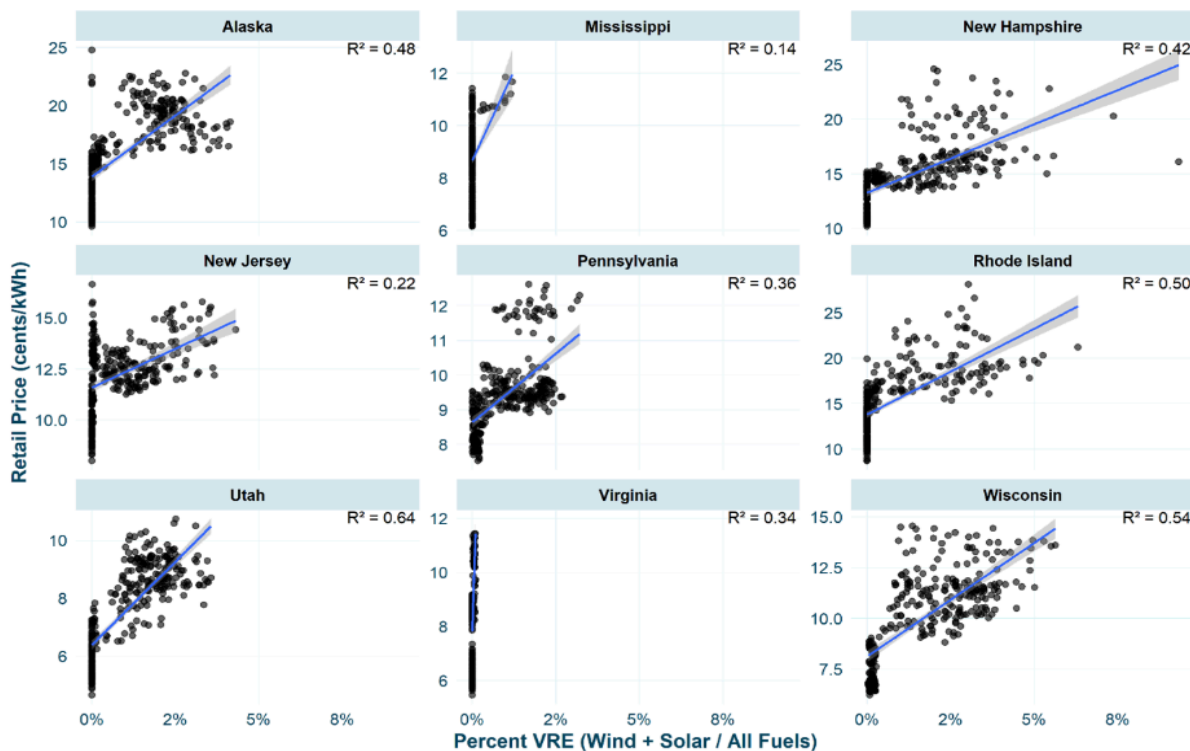 Alaska
R² = 0.48
25
20
15
10
Mississippi
R² = 0.14
12
10
8
6
New Hampshire
R² = 0.42
25
20
15
10
New Jersey
R² = 0.22
15.0
12.5
10.0
Pennsylvania
R² = 0.36
13
12
11
10
9
8
Rhode Island
R² = 0.50
25
20
15
10
Utah
R² = 0.64
10
8
6
0%
2%
5%
8%
Virginia
R² = 0.34
12
10
8
6
0%
2%
5%
8%
Wisconsin
R² = 0.54
15.0
12.5
10.0
7.5
0%
2%
5%
8%
Retail Price (cents/kWh)
Percent VRE (Wind + Solar / All Fuels)